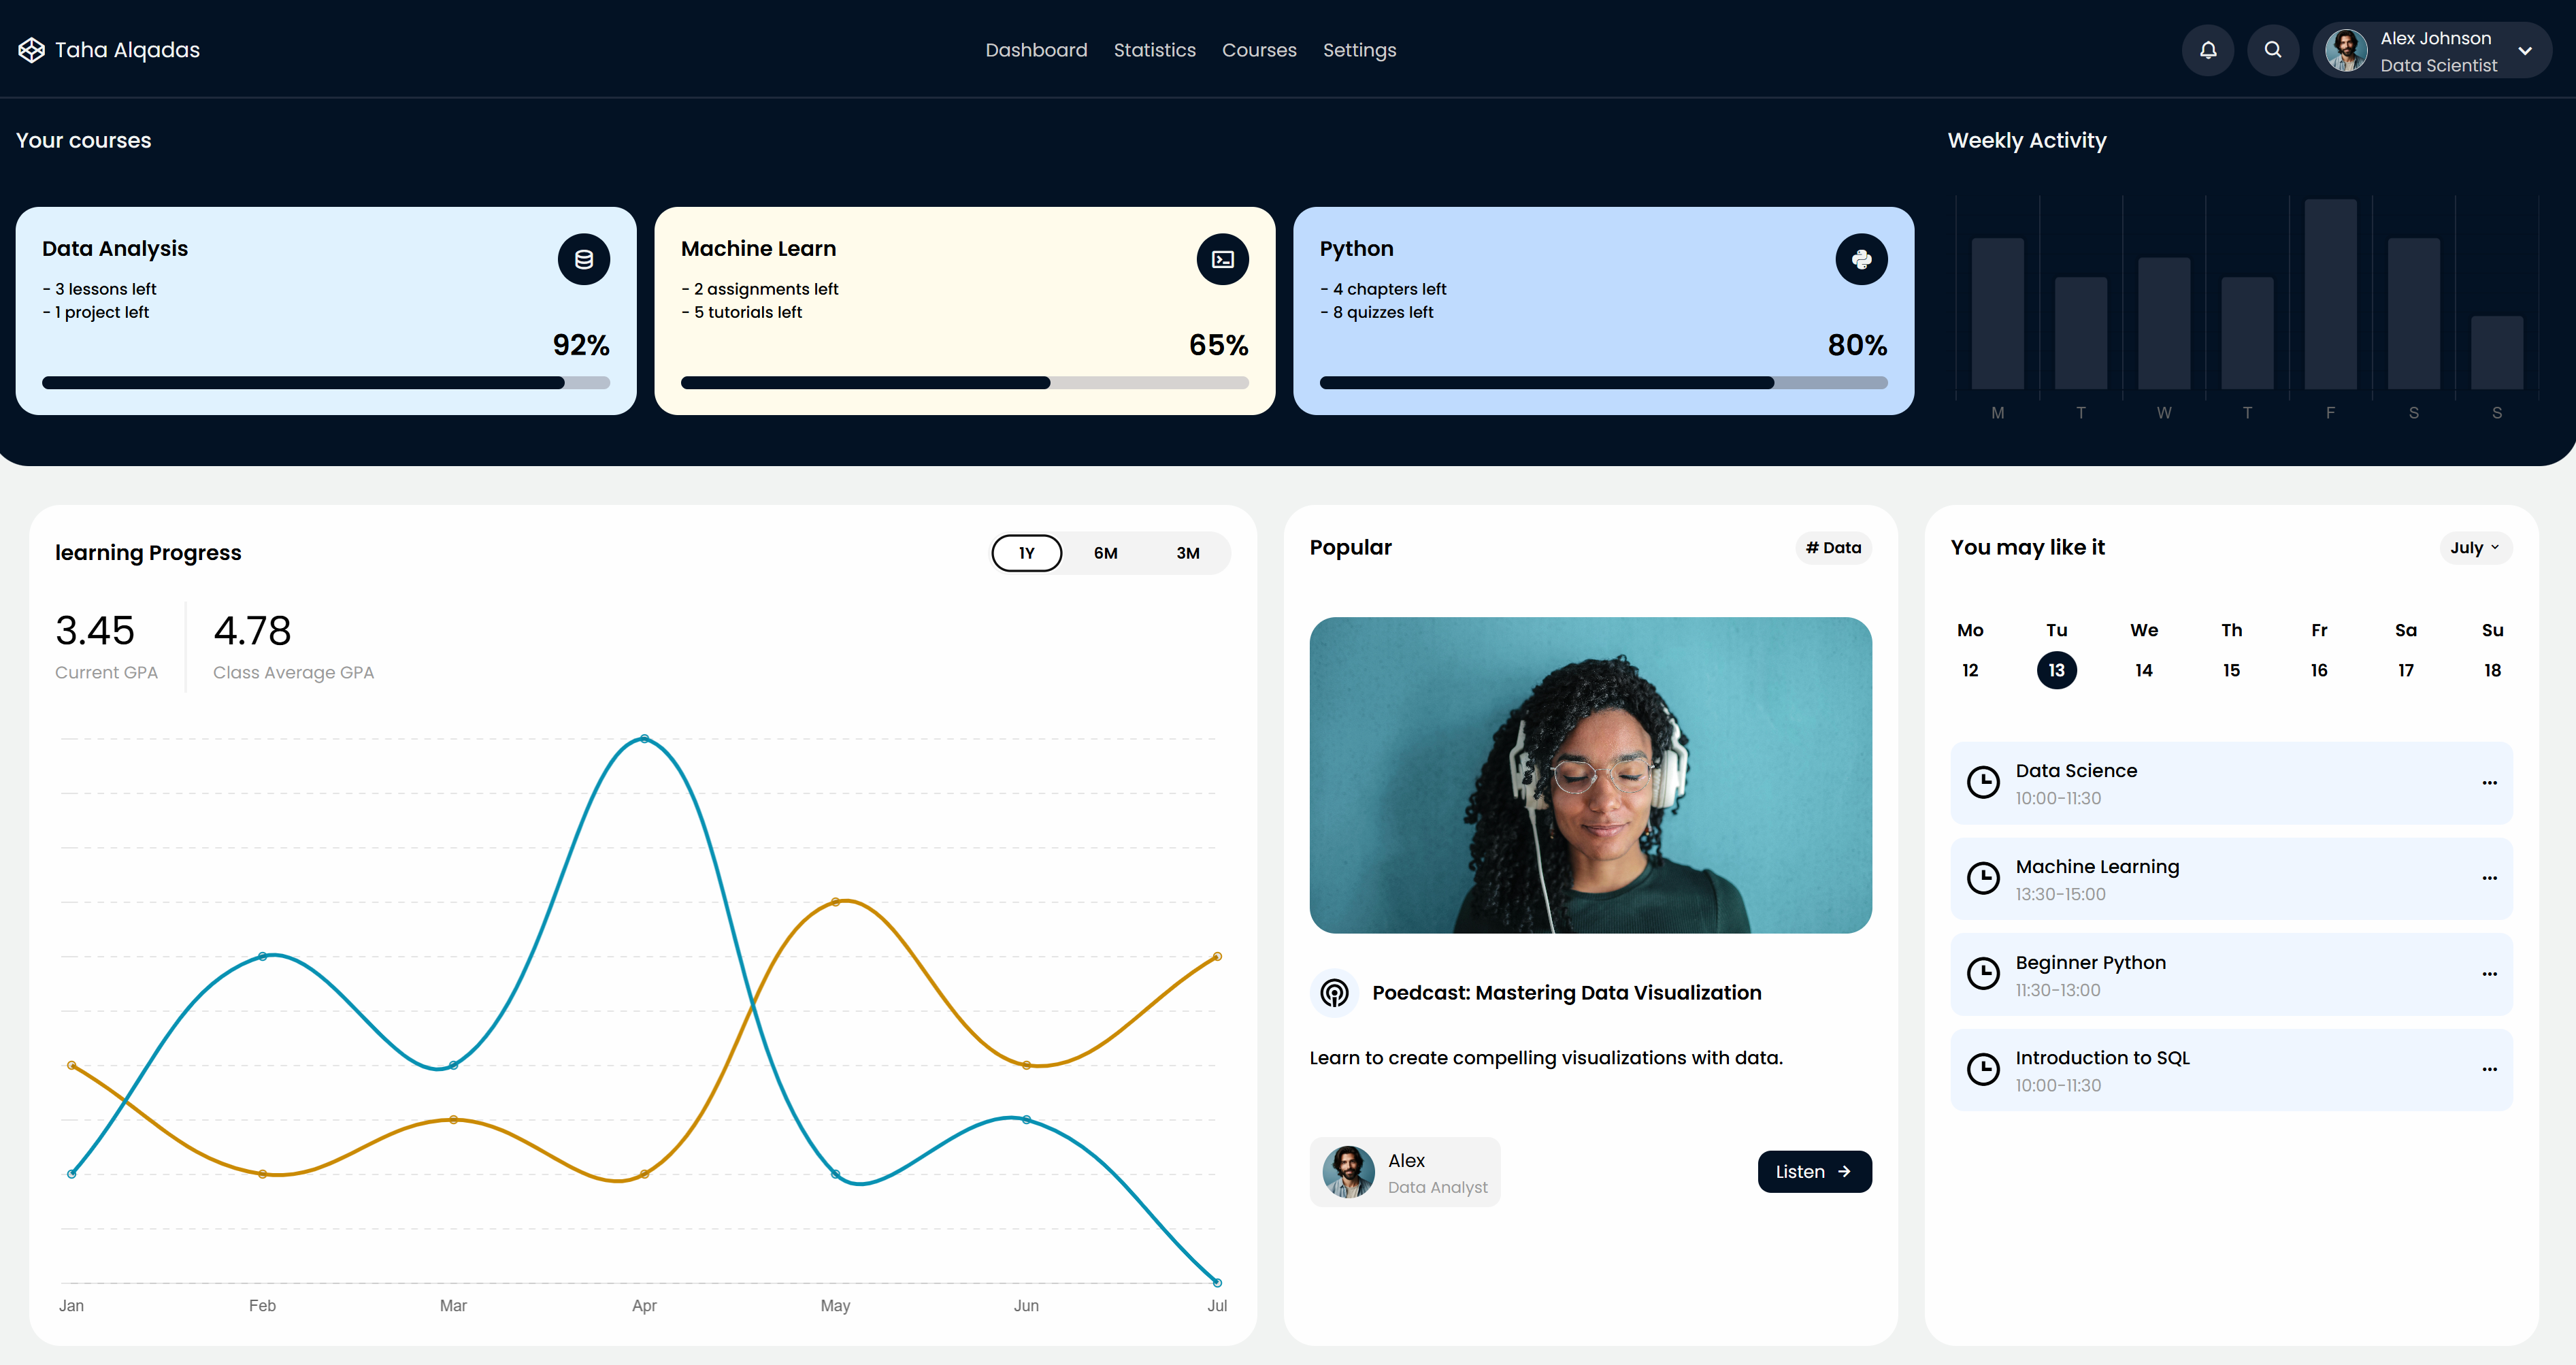 Taha Alqadas
Dashboard Statistics Courses Settings
Alex Johnson
Data Scientist
Your courses
Data Analysis
- 3 lessons left
- 1 project left
92%
Machine Learn
- 2 assignments left
- 5 tutorials left
65%
Python
- 4 chapters left
- 8 quizzes left
80%
Weekly Activity
M T W T F S S
learning Progress
1Y 6M 3M
3.45
Current GPA
4.78
Class Average GPA
Jan Feb Mar Apr May Jun Jul
Popular
# Data
Poedcast: Mastering Data Visualization
Learn to create compelling visualizations with data.
Alex
Data Analyst
Listen
You may like it
July
Mo Tu We Th Fr Sa Su
12 13 14 15 16 17 18
Data Science
10:00-11:30
Machine Learning
13:30-15:00
Beginner Python
11:30-13:00
Introduction to SQL
10:00-11:30